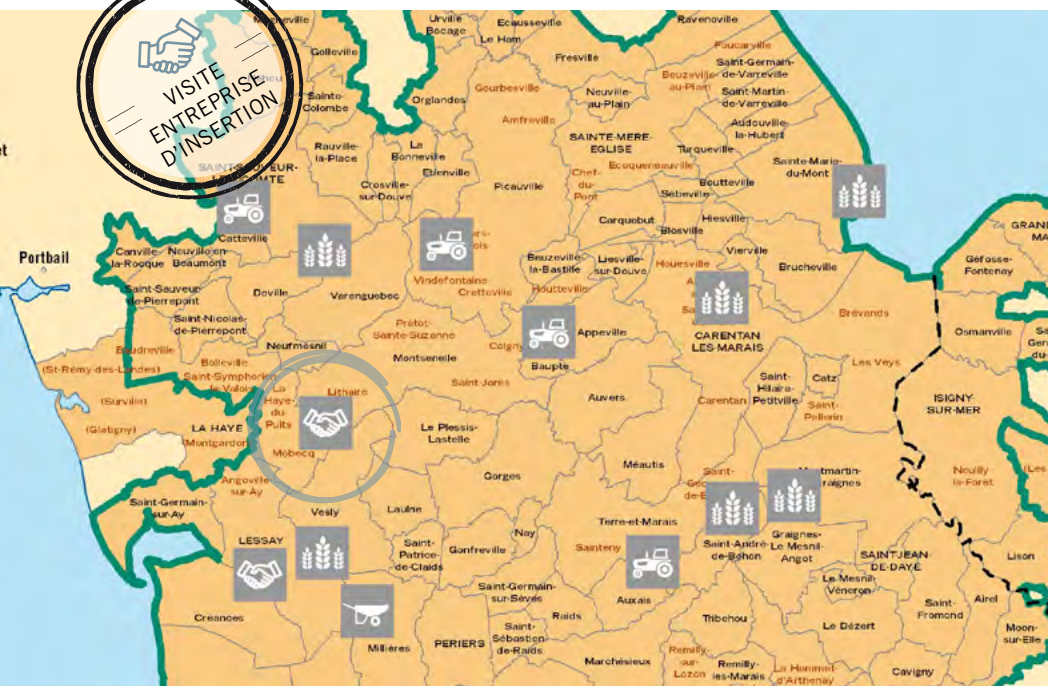 VISITE
ENTREPRISE
D'INSERTION
Magneville
Golleville
Sainte-
Colombe
Urville
Bocage
Ecausseville
Le Ham
Orglandes
Gourbesville
Fresville
Ravenoville
Foucarville
Beuzeville-
au-Plain
Saint-Germain-
de-Varreville
Neuville-
au-Plain
Saint-Martin-
de-Varreville
Amfreville
Audouville-
la-Hubert
Rauville-
la-Place
La
Bonneville
Etienville
SAINTE-MERE-
EGLISE
Turqueville
Ecoquenéauville
Sainte-Marie-
du-Mont
Crosville-
sur-Douve
Picauville
Chef-
du-
Pont
Sébeville
Boutteville
Carquebut
Blosville
Hiesville
Catteville
Portbail
Canville-
la-Rocque
Neuville-en-
Beaumont
Beuzeville-
la-Bastille
Liesville-
sur-Douve
Houesville
Vierville
Brucheville
Géfosse-
Fontenay
Saint-Sauveur-
de-Pierrepont
Doville
Varenguebec
Vindefontaine
Cretteville
Houtteville
Saint-Nicolas-
de-Pierrepont
Prétot-
Sainte-Suzanne
Appeville
CARENTAN
LES-MARAIS
Brévands
Osmanville
Neufmesnil
Baudreville
Bolleville
Montsenelle
Coigny
Baupte
(St-Rémy-des-Landes)
Saint-Symphorien-
le-Valois
Saint-Jores
Les Veys
Saint-
Hilaire-
Petitville
Catz
La
Haye-
du-
Puits
Lithaire
Auvers
Carentan
Saint-
Pellerin
ISIGNY-
SUR-MER
(Surville)
(Glatigny)
LA HAYE
(Montgardon)
Mobecq
Le Plessis-
Lastelle
Angoville-
sur-Ay
Gorges
Méautis
Neuilly-
la-Forêt
Saint-Germain-
sur-Ay
Vesly
Laulne
Nay
Terre-et-Marais
LESSAY
Saint-
Patrice-
de-Claids
Gonfreville
Sainteny
Saint-André-
de-Bohon
Graignes-
Le Mesnil-
Angot
SAINT JEAN-
DE-DAYE
Lison
Le Mesnil-
Véneron
Saint-Germain-
sur-Sèves
Auxais
Airel
Saint-
Fromond
Créances
Raids
Tribehou
Le Dézert
Moon-
sur-Elle
Millières
PERIERS
Saint-
Sébastien-
de-Raids
Marchésieux
Remilly-
sur-
Lozon
Remilly-
les-Marais
Le Hommet-
d'Arthenay
Cavigny